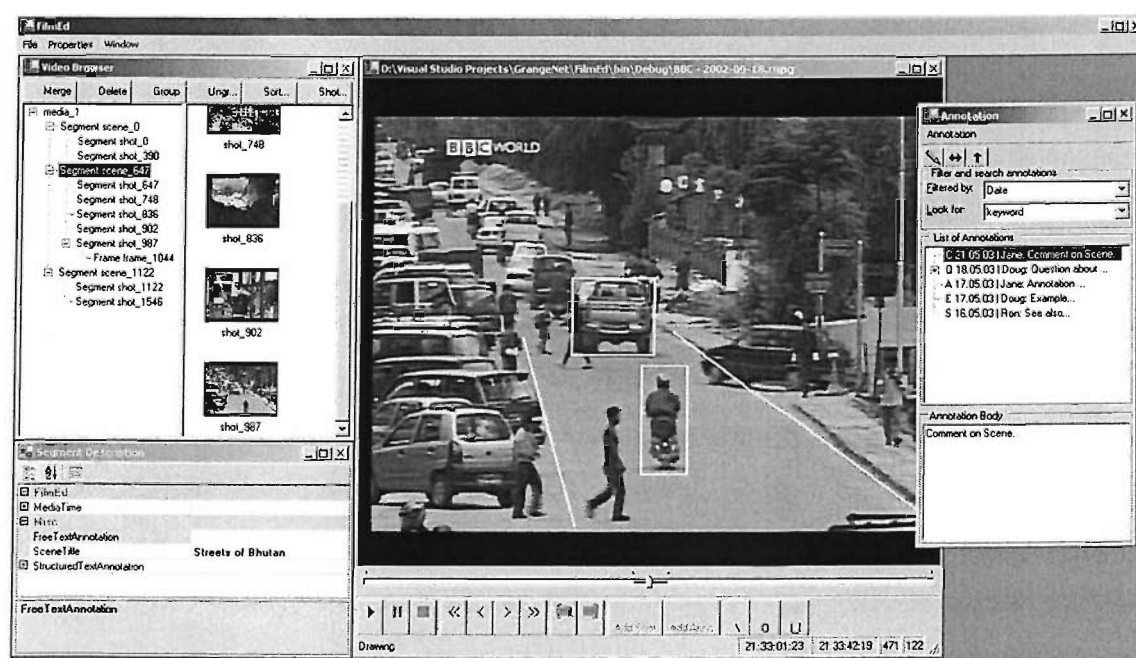 FilmEd
File Properties Window
Video Browser
Merge Delete Group Ungr... Sort... Shot...
media_1
Segment scene_0
Segment shot_0
Segment shot_390
Segment scene_647
Segment shot_647
Segment shot_748
Segment shot_836
Segment shot_902
Segment shot_987
Frame frame_1044
Segment scene_1122
Segment shot_1122
Segment shot_1546
shot_748
shot_836
shot_902
shot_987
Segment Description
FilmEd
MediaTime
Misc
FreeTextAnnotation
SceneTitle Streets of Bhutan
StructuredTextAnnotation
FreeTextAnnotation
D:\Visual Studio Projects\GrangeNet\FilmEd\bin\Debug\BBC - 2002-09-18.mpg
BBC WORLD
Drawing
21:33:01:23 21:33:42:19 471 122
Annotation
Annotation
Filter and search annotations
Filtered by: Date
Look for: keyword
List of Annotations
C 21.05.03 | Jane: Comment on Scene.
Q 18.05.03 | Doug: Question about ...
A 17.05.03 | Jane: Annotation ...
E 17.05.03 | Doug: Example...
S 16.05.03 | Ron: See also...
Annotation Body
Comment on Scene.